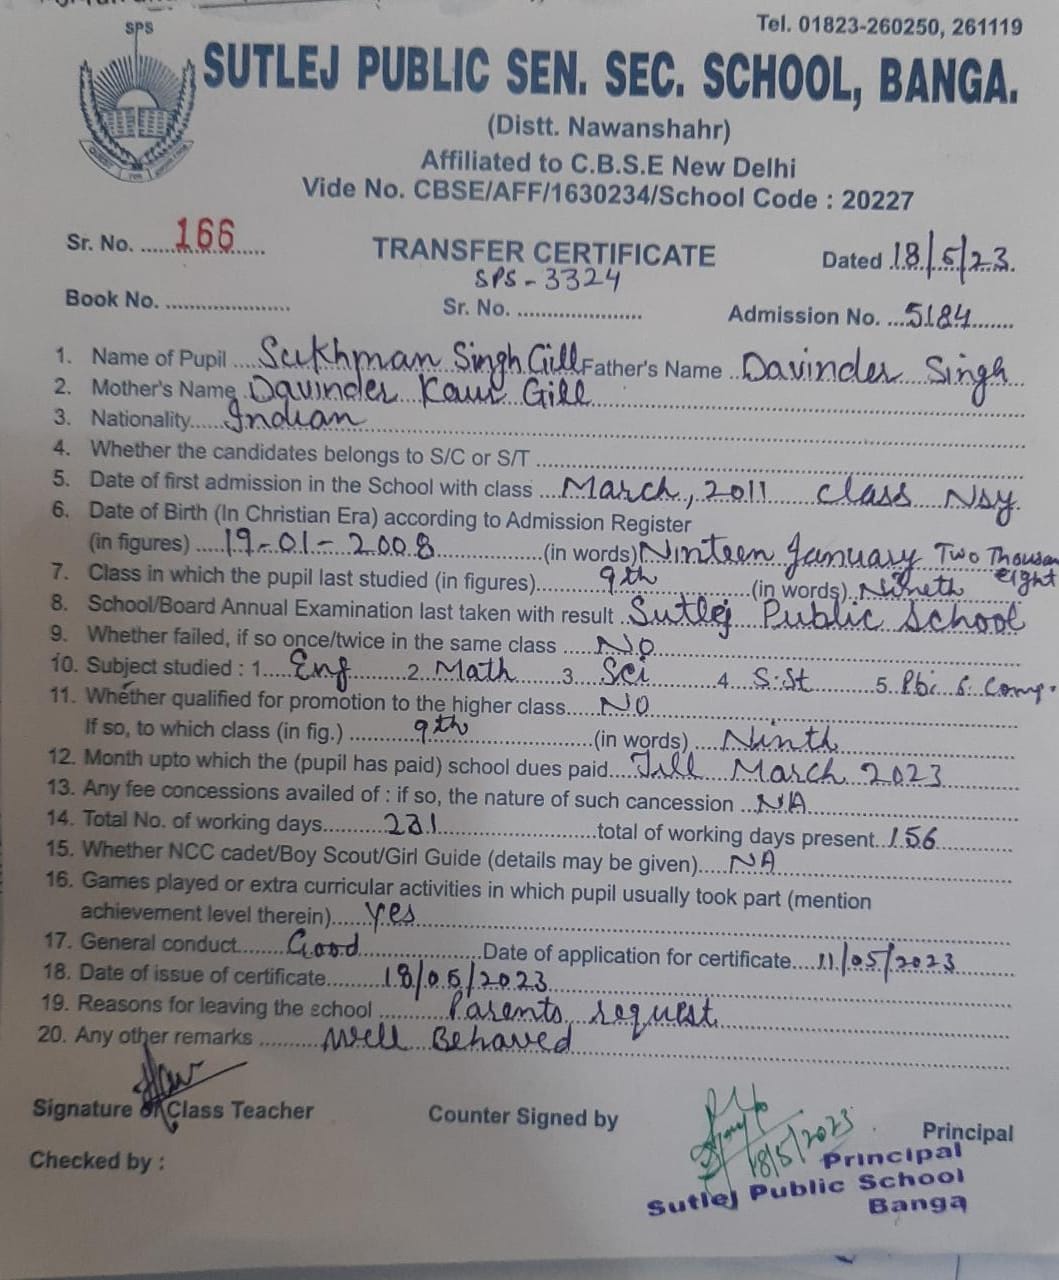 SPS
Tel. 01823-260250, 261119
SUTLEJ PUBLIC SEN. SEC. SCHOOL, BANGA.
(Distt. Nawanshahr)
Affiliated to C.B.S.E New Delhi
Vide No. CBSE/AFF/1630234/School Code : 20227
Sr. No. ......166...... TRANSFER CERTIFICATE Dated 18/5/23.
SPS-3324
Book No. .................... Sr. No. .................... Admission No. ...5184.......
1. Name of Pupil ....Sukhman Singh Gill Father's Name ..Davinder Singh...
2. Mother's Name Davinder Kaur Gill
3. Nationality......Indian
4. Whether the candidates belongs to S/C or S/T
5. Date of first admission in the School with class ...March, 2011 class Nsy.
6. Date of Birth (In Christian Era) according to Admission Register
(in figures) .....19-01-2008..................(in words) Ninteen January Two Thousan eight
7. Class in which the pupil last studied (in figures)..........9th...............(in words)..Nineth
8. School/Board Annual Examination last taken with result ..Sutlej Public School
9. Whether failed, if so once/twice in the same class .....No
10. Subject studied : 1....Eng........2..Math.......3....Sci..........4...S.St..........5..Pbi 6. Comp.
11. Whether qualified for promotion to the higher class.....No
If so, to which class (in fig.) ..........9th....................(in words)....Ninth
12. Month upto which the (pupil has paid) school dues paid....Till March 2023
13. Any fee concessions availed of : if so, the nature of such cancession ...NA
14. Total No. of working days..........231..........................total of working days present..156
15. Whether NCC cadet/Boy Scout/Girl Guide (details may be given).....NA
16. Games played or extra curricular activities in which pupil usually took part (mention
achievement level therein)......Yes
17. General conduct........Good....................Date of application for certificate....11/05/2023
18. Date of issue of certificate.........18/05/2023
19. Reasons for leaving the school ..........Parents request
20. Any other remarks ..........Well Behaved
Signature of Class Teacher Counter Signed by Principal
18/5/2023
Checked by :
Principal
Sutlej Public School
Banga